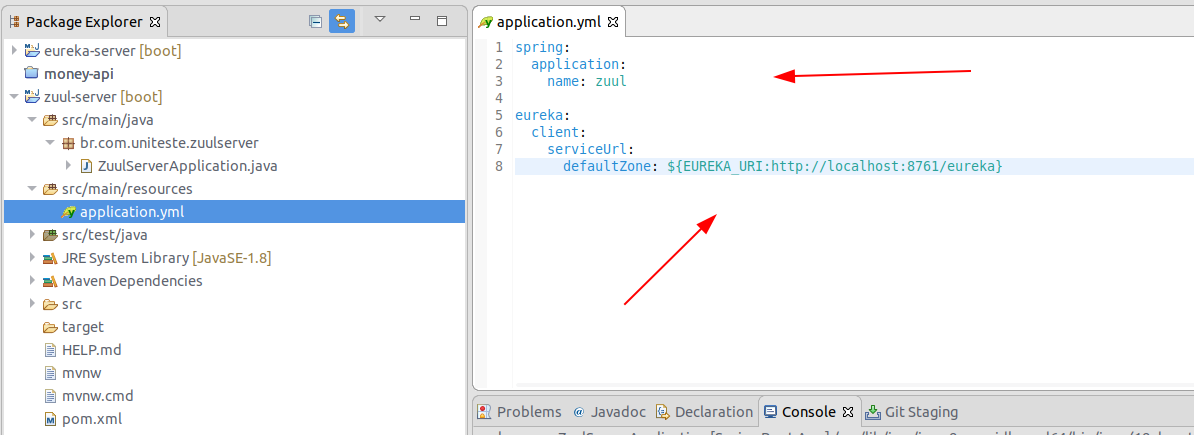 Package Explorer
eureka-server [boot]
money-api
zuul-server [boot]
src/main/java
br.com.uniteste.zuulserver
ZuulServerApplication.java
src/main/resources
application.yml
src/test/java
JRE System Library [JavaSE-1.8]
Maven Dependencies
src
target
HELP.md
mvnw
mvnw.cmd
pom.xml
application.yml
1 spring:
2 application:
3 name: zuul
4
5 eureka:
6 client:
7 serviceUrl:
8 defaultZone: ${EUREKA_URI:http://localhost:8761/eureka}
Problems @ Javadoc Declaration Console Git Staging